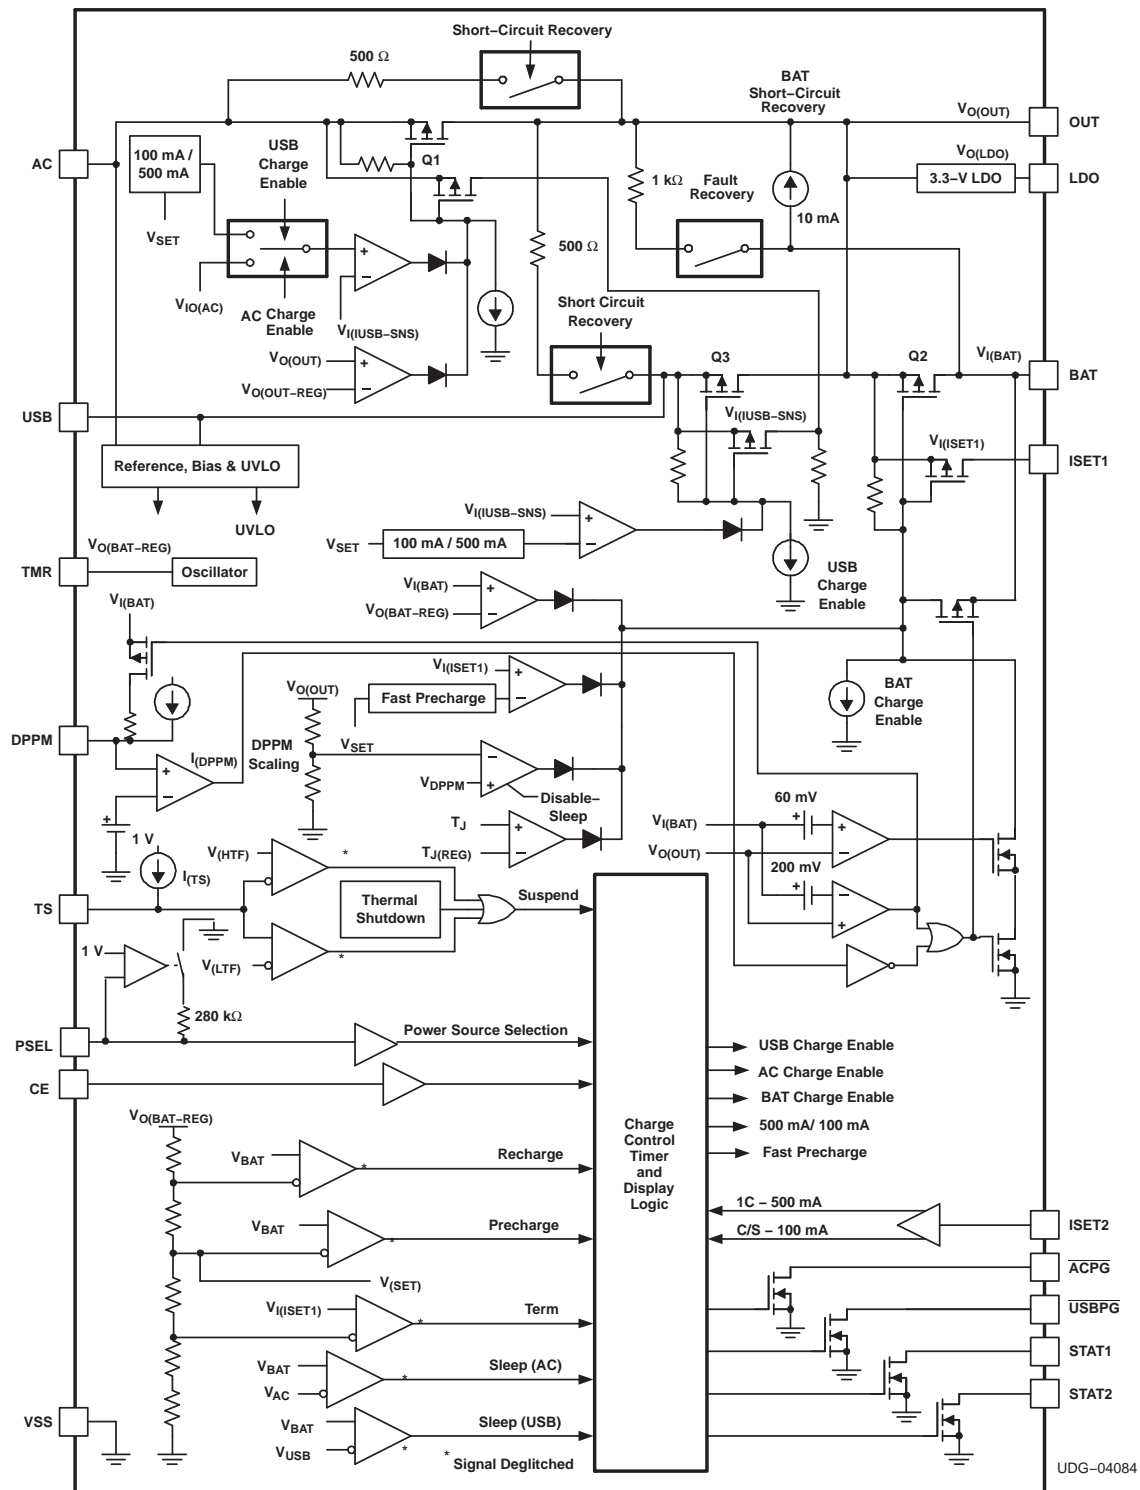 Short−Circuit Recovery
500 Ω
BAT
Short−Circuit
Recovery
VO(OUT)
OUT
AC
100 mA /
500 mA
USB
Charge
Enable
Q1
VO(LDO)
3.3−V LDO
LDO
1 kΩ
Fault
Recovery
10 mA
VSET
500 Ω
VIO(AC)
AC Charge
Enable
VI(IUSB−SNS)
+
−
Short Circuit
Recovery
VO(OUT)
VO(OUT−REG)
+
−
Q3
Q2
VI(BAT)
BAT
USB
VI(IUSB−SNS)
VI(ISET1)
ISET1
Reference, Bias & UVLO
UVLO
VI(IUSB−SNS)
+
−
VSET
100 mA / 500 mA
VO(BAT−REG)
TMR
Oscillator
USB
Charge
Enable
VI(BAT)
VO(BAT−REG)
+
−
VI(BAT)
VI(ISET1)
Fast Precharge
+
−
VO(OUT)
BAT
Charge
Enable
DPPM
I(DPPM)
+
−
DPPM
Scaling
VSET
VDPPM
−
+
Disable−
Sleep
+
1 V
TJ
TJ(REG)
+
−
60 mV
+
VI(BAT)
VO(OUT)
+
−
200 mV
+
−
+
V(HTF)
*
I(TS)
TS
Thermal
Shutdown
Suspend
1 V
V(LTF)
*
280 kΩ
PSEL
Power Source Selection
CE
USB Charge Enable
AC Charge Enable
BAT Charge Enable
500 mA/ 100 mA
Fast Precharge
Charge
Control
Timer
and
Display
Logic
VO(BAT−REG)
VBAT
*
Recharge
VBAT
*
Precharge
V(SET)
1C − 500 mA
C/S − 100 mA
ISET2
ACPG
USBPG
STAT1
STAT2
VI(ISET1)
*
Term
VBAT
VAC
*
Sleep (AC)
VSS
VBAT
VUSB
*
Sleep (USB)
* Signal Deglitched
UDG−04084